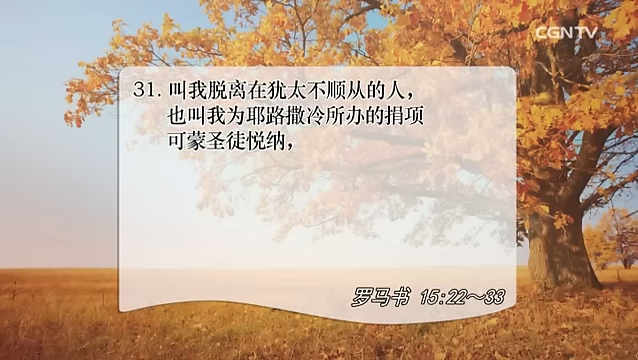 CGNTV
31. 叫我脱离在犹太不顺从的人，
也叫我为耶路撒冷所办的捐项
可蒙圣徒悦纳，
罗马书 15:22～33